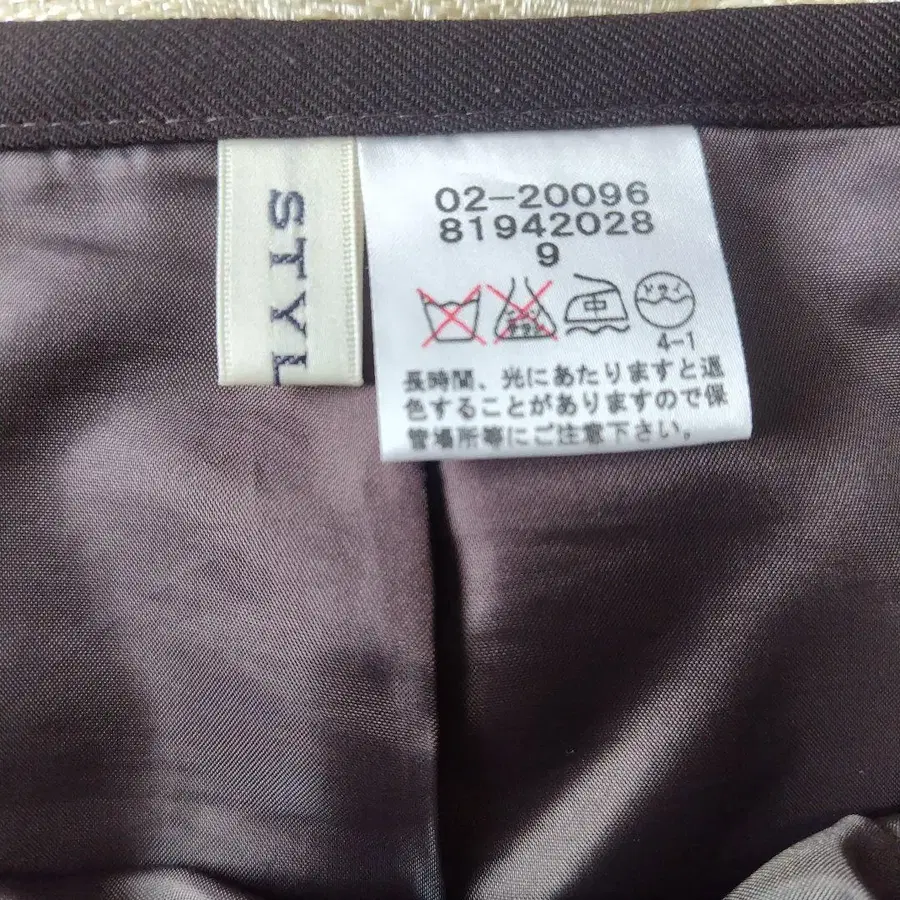 STYL
02-20096
81942028
9
中
ドライ
4-1
長時間、光にあたりますと退
色することがありますので保
管場所等にご注意下さい。